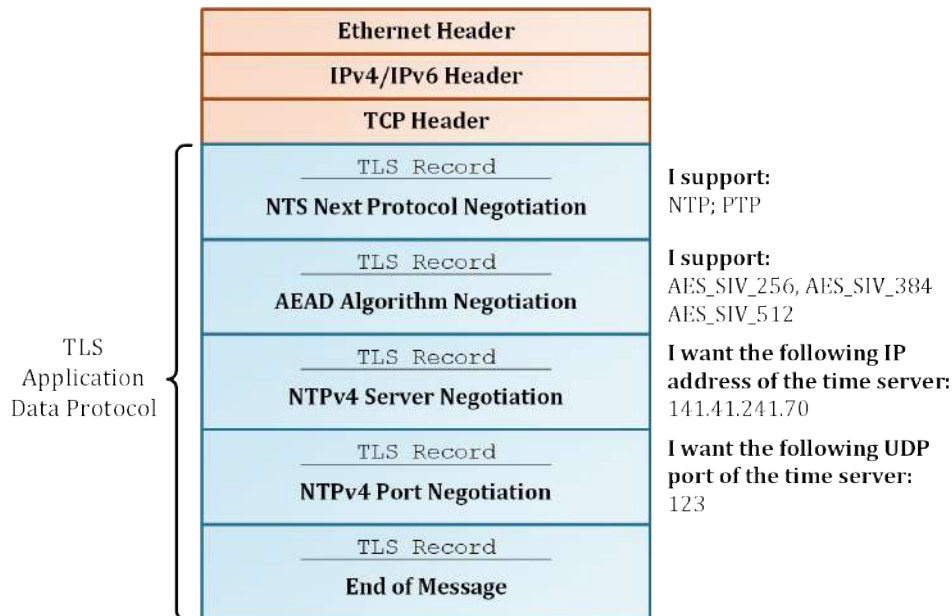 Ethernet Header
IPv4/IPv6 Header
TCP Header
TLS Record
NTS Next Protocol Negotiation
I support:
NTP; PTP
TLS Record
AEAD Algorithm Negotiation
I support:
AES_SIV_256, AES_SIV_384
AES_SIV_512
TLS
Application
Data Protocol
TLS Record
NTPv4 Server Negotiation
I want the following IP
address of the time server:
141.41.241.70
TLS Record
NTPv4 Port Negotiation
I want the following UDP
port of the time server:
123
TLS Record
End of Message